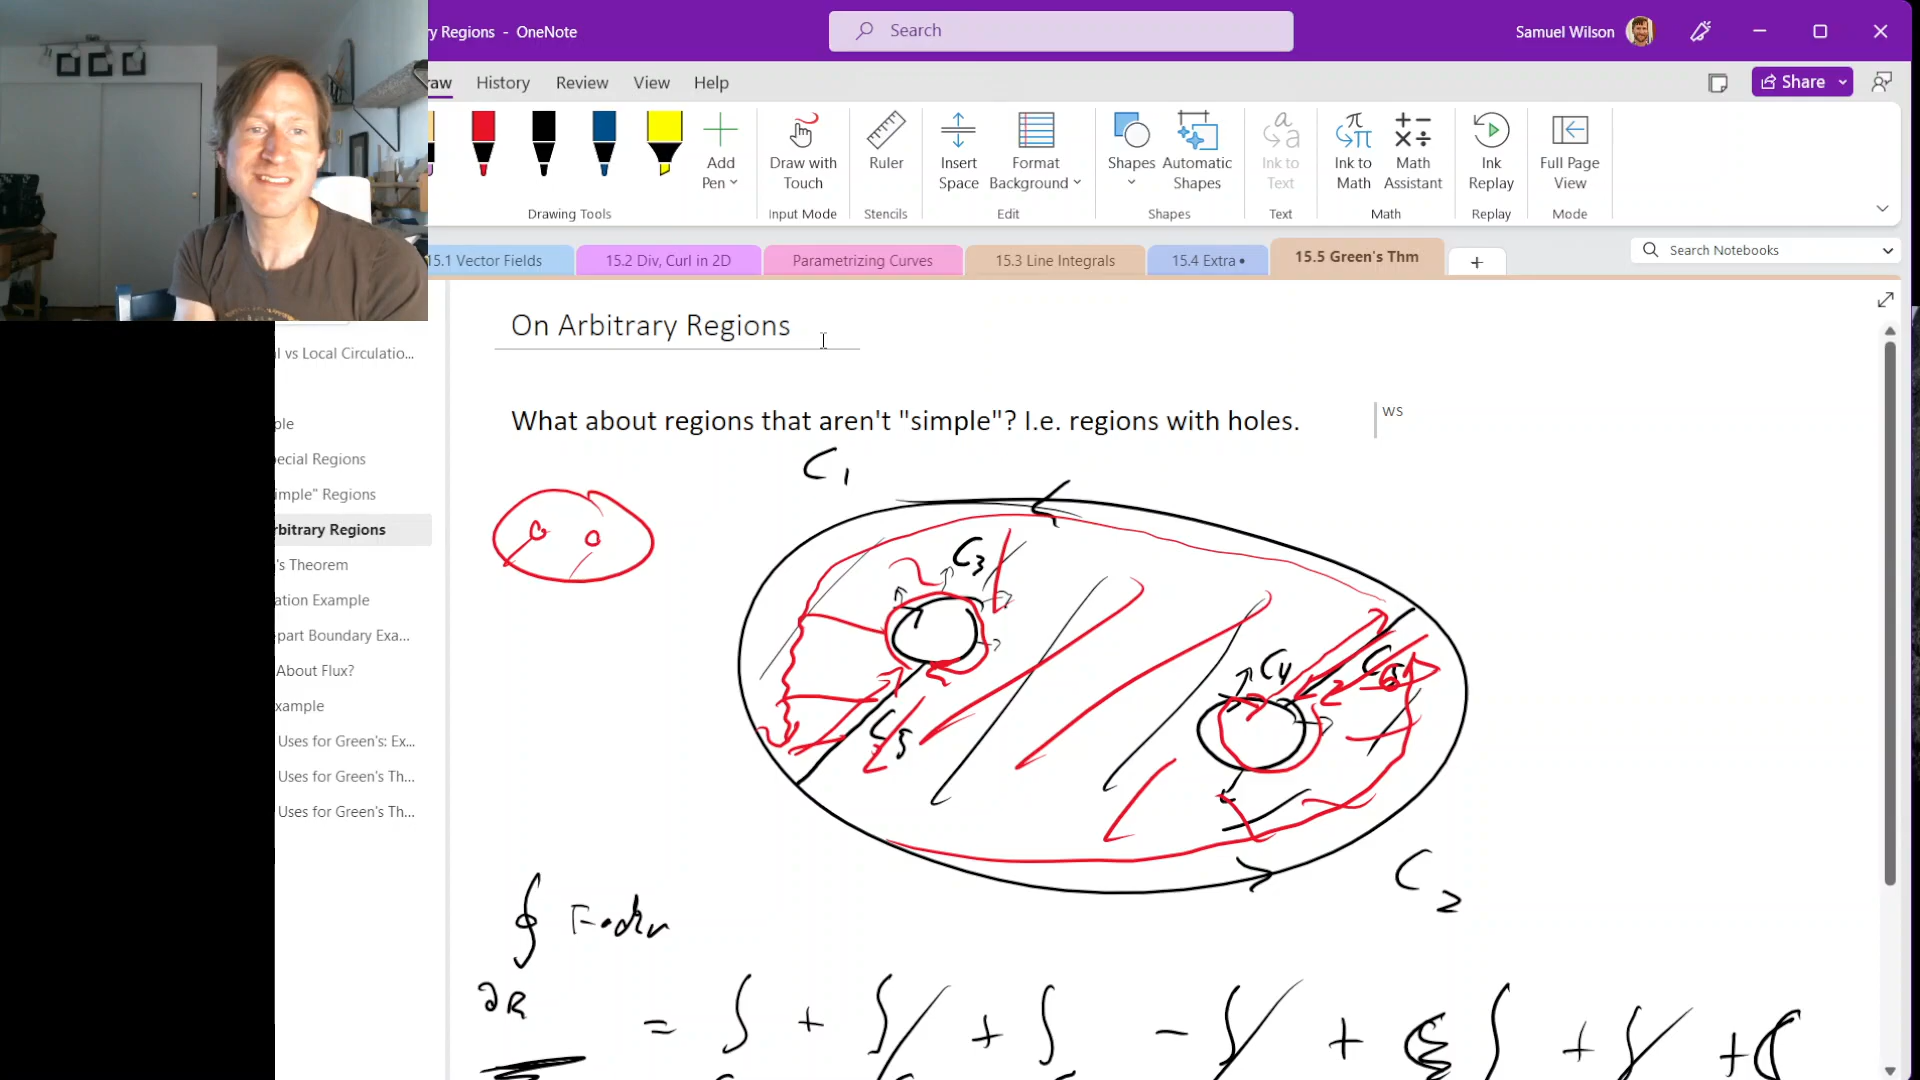 ry Regions - OneNote
Search
Samuel Wilson
raw
History
Review
View
Help
Share
Add Pen
Draw with Touch
Ruler
Insert Space
Format Background
Shapes
Automatic Shapes
Ink to Text
Ink to Math
Math Assistant
Ink Replay
Full Page View
Drawing Tools
Input Mode
Stencils
Edit
Shapes
Text
Math
Replay
Mode
15.1 Vector Fields
15.2 Div, Curl in 2D
Parametrizing Curves
15.3 Line Integrals
15.4 Extra •
15.5 Green's Thm
+
Search Notebooks
al vs Local Circulatio...
ple
pecial Regions
imple" Regions
rbitrary Regions
's Theorem
ation Example
part Boundary Exa...
About Flux?
xample
Uses for Green's: Ex...
Uses for Green's Th...
Uses for Green's Th...
On Arbitrary Regions
What about regions that aren't "simple"? I.e. regions with holes.
WS
C1
C3
C4
C5
C2
∮ F·dr
∂R
= ∫ + ∫ + ∫ - ∫ + ∫ + ∫ +